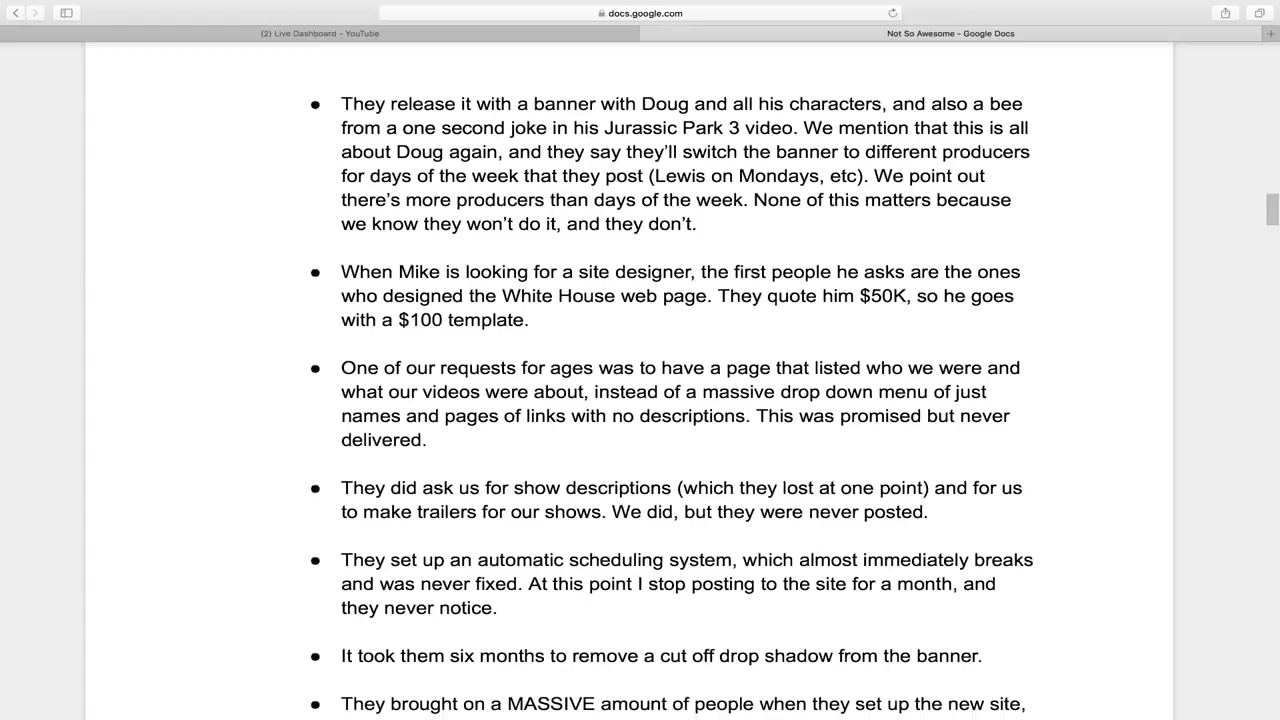 docs.google.com
(2) Live Dashboard - YouTube
Not So Awesome - Google Docs
● They release it with a banner with Doug and all his characters, and also a bee
from a one second joke in his Jurassic Park 3 video. We mention that this is all
about Doug again, and they say they’ll switch the banner to different producers
for days of the week that they post (Lewis on Mondays, etc). We point out
there’s more producers than days of the week. None of this matters because
we know they won’t do it, and they don’t.
● When Mike is looking for a site designer, the first people he asks are the ones
who designed the White House web page. They quote him $50K, so he goes
with a $100 template.
● One of our requests for ages was to have a page that listed who we were and
what our videos were about, instead of a massive drop down menu of just
names and pages of links with no descriptions. This was promised but never
delivered.
● They did ask us for show descriptions (which they lost at one point) and for us
to make trailers for our shows. We did, but they were never posted.
● They set up an automatic scheduling system, which almost immediately breaks
and was never fixed. At this point I stop posting to the site for a month, and
they never notice.
● It took them six months to remove a cut off drop shadow from the banner.
● They brought on a MASSIVE amount of people when they set up the new site,